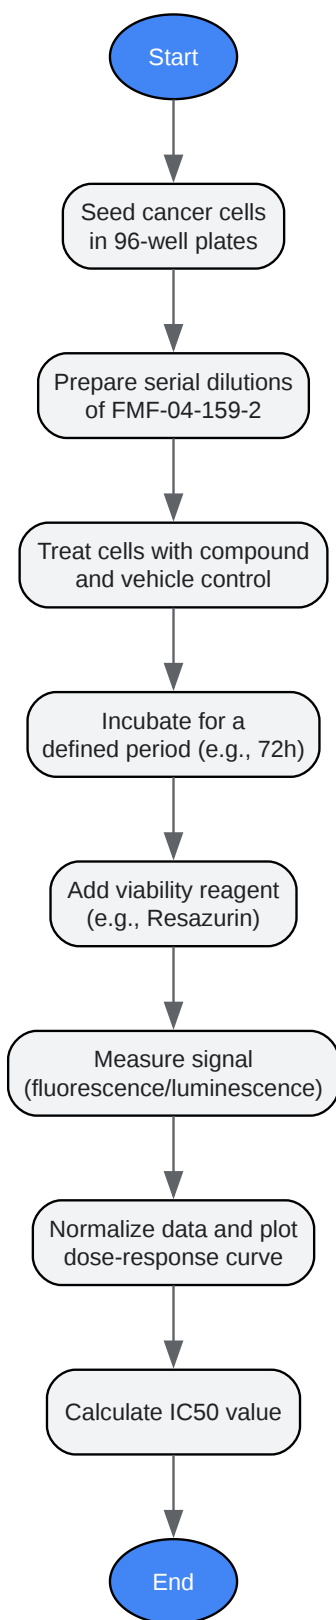 Start
Seed cancer cells
in 96-well plates
Prepare serial dilutions
of FMF-04-159-2
Treat cells with compound
and vehicle control
Incubate for a
defined period (e.g., 72h)
Add viability reagent
(e.g., Resazurin)
Measure signal
(fluorescence/luminescence)
Normalize data and plot
dose-response curve
Calculate IC50 value
End